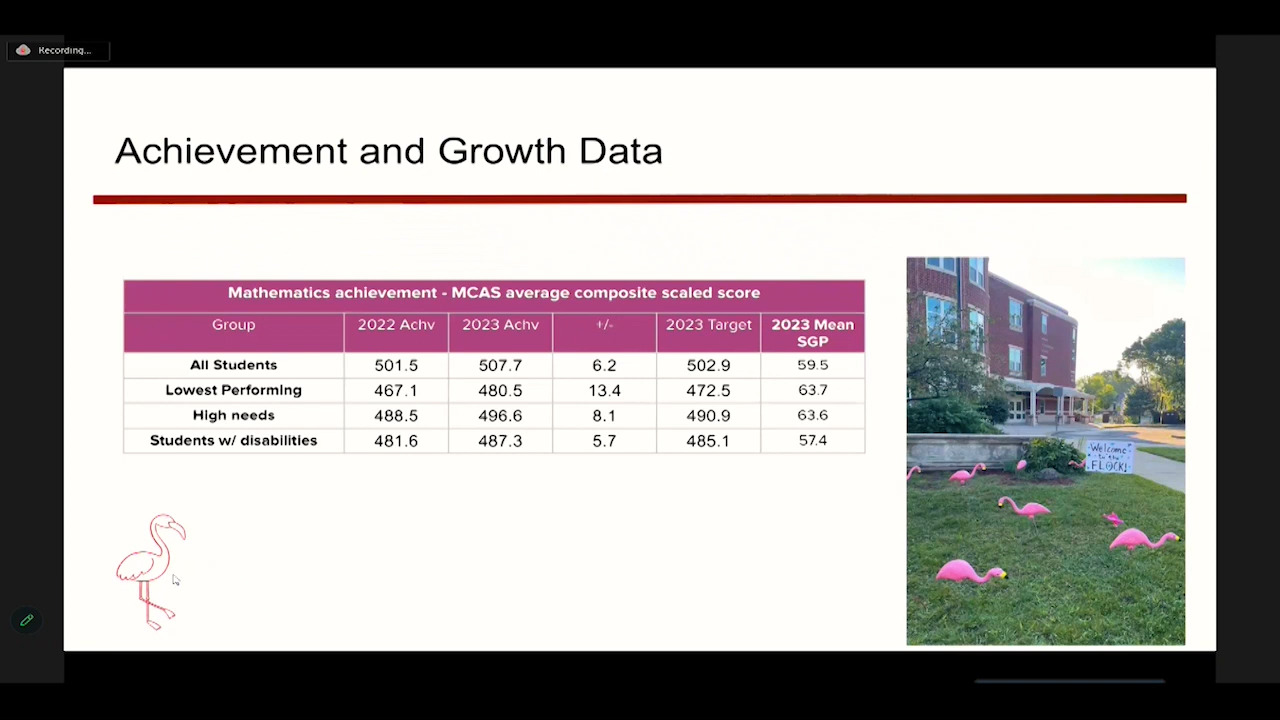 Recording...
Achievement and Growth Data
Mathematics achievement - MCAS average composite scaled score
Group 2022 Achv 2023 Achv +/- 2023 Target 2023 Mean SGP
All Students 501.5 507.7 6.2 502.9 59.5
Lowest Performing 467.1 480.5 13.4 472.5 63.7
High needs 488.5 496.6 8.1 490.9 63.6
Students w/ disabilities 481.6 487.3 5.7 485.1 57.4
Welcome
to the
FLOCK!